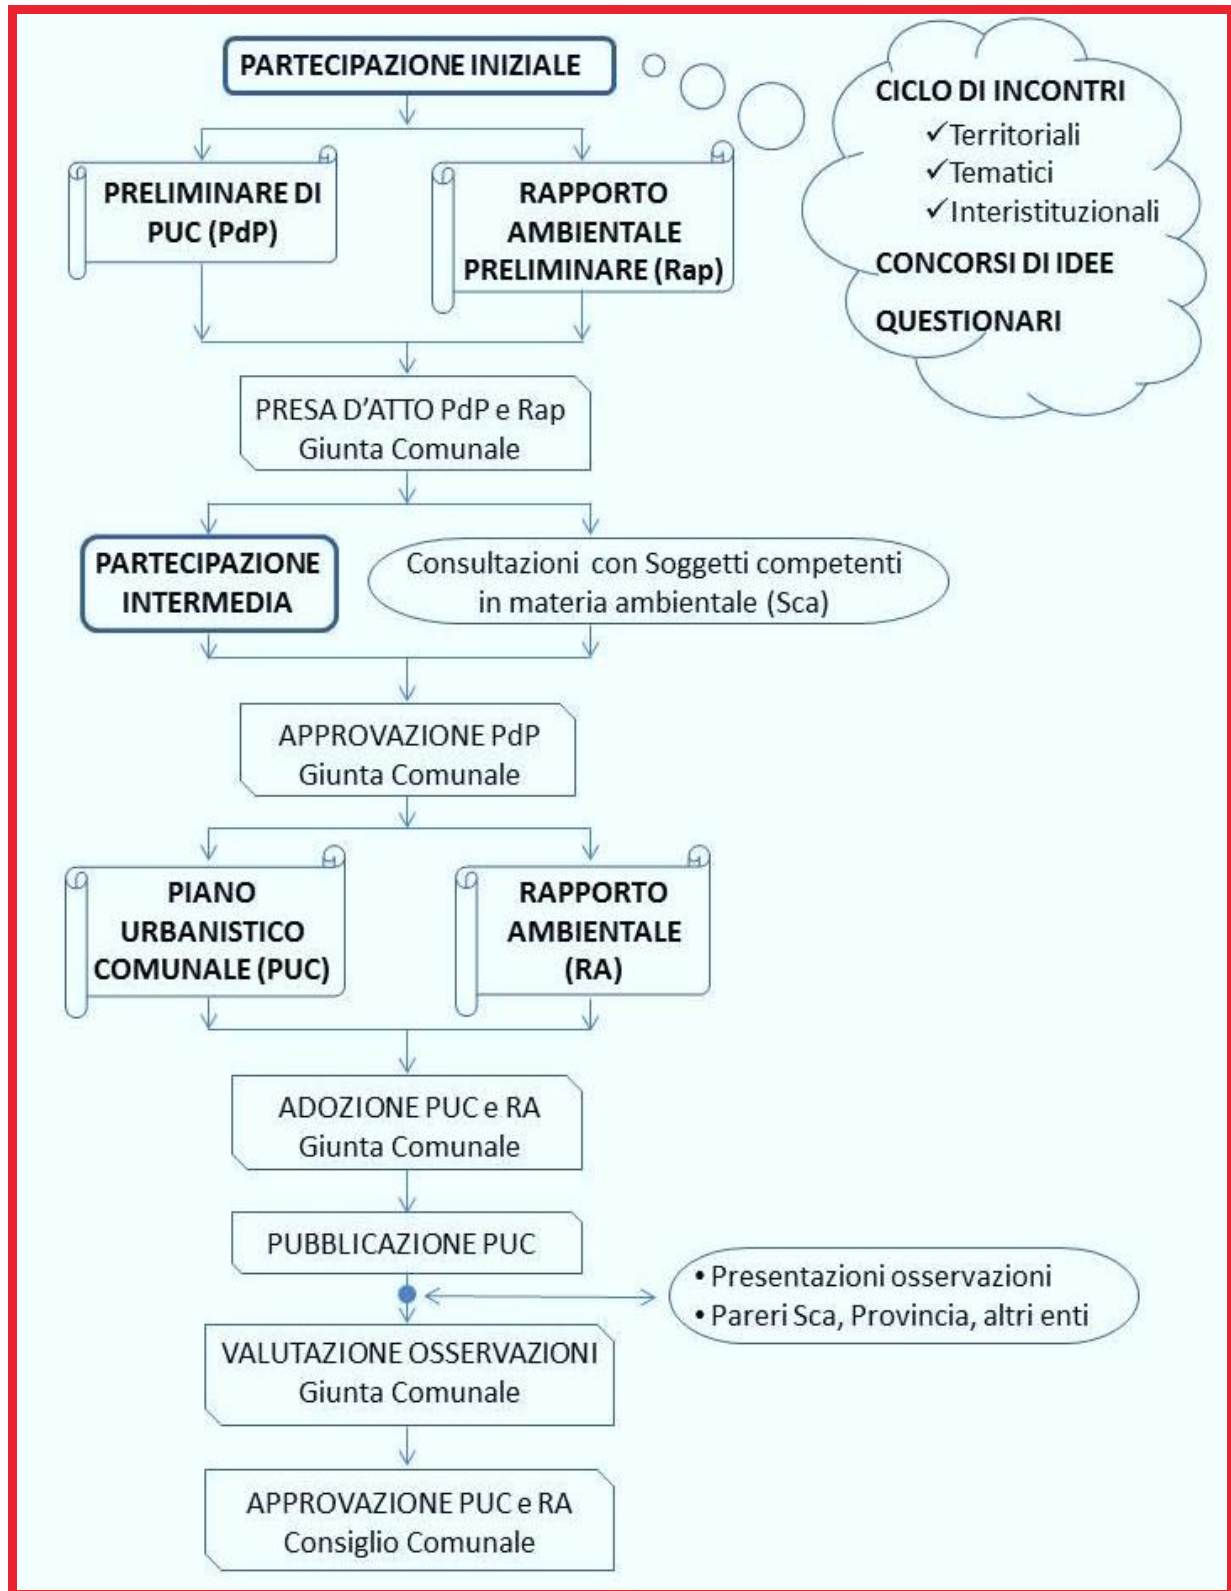 PARTECIPAZIONE INIZIALE
CICLO DI INCONTRI
✓Territoriali
✓Tematici
✓Interistituzionali
CONCORSI DI IDEE
QUESTIONARI
PRELIMINARE DI
PUC (PdP)
RAPPORTO
AMBIENTALE
PRELIMINARE (Rap)
PRESA D'ATTO PdP e Rap
Giunta Comunale
PARTECIPAZIONE
INTERMEDIA
Consultazioni con Soggetti competenti
in materia ambientale (Sca)
APPROVAZIONE PdP
Giunta Comunale
PIANO
URBANISTICO
COMUNALE (PUC)
RAPPORTO
AMBIENTALE
(RA)
ADOZIONE PUC e RA
Giunta Comunale
PUBBLICAZIONE PUC
• Presentazioni osservazioni
• Pareri Sca, Provincia, altri enti
VALUTAZIONE OSSERVAZIONI
Giunta Comunale
APPROVAZIONE PUC e RA
Consiglio Comunale